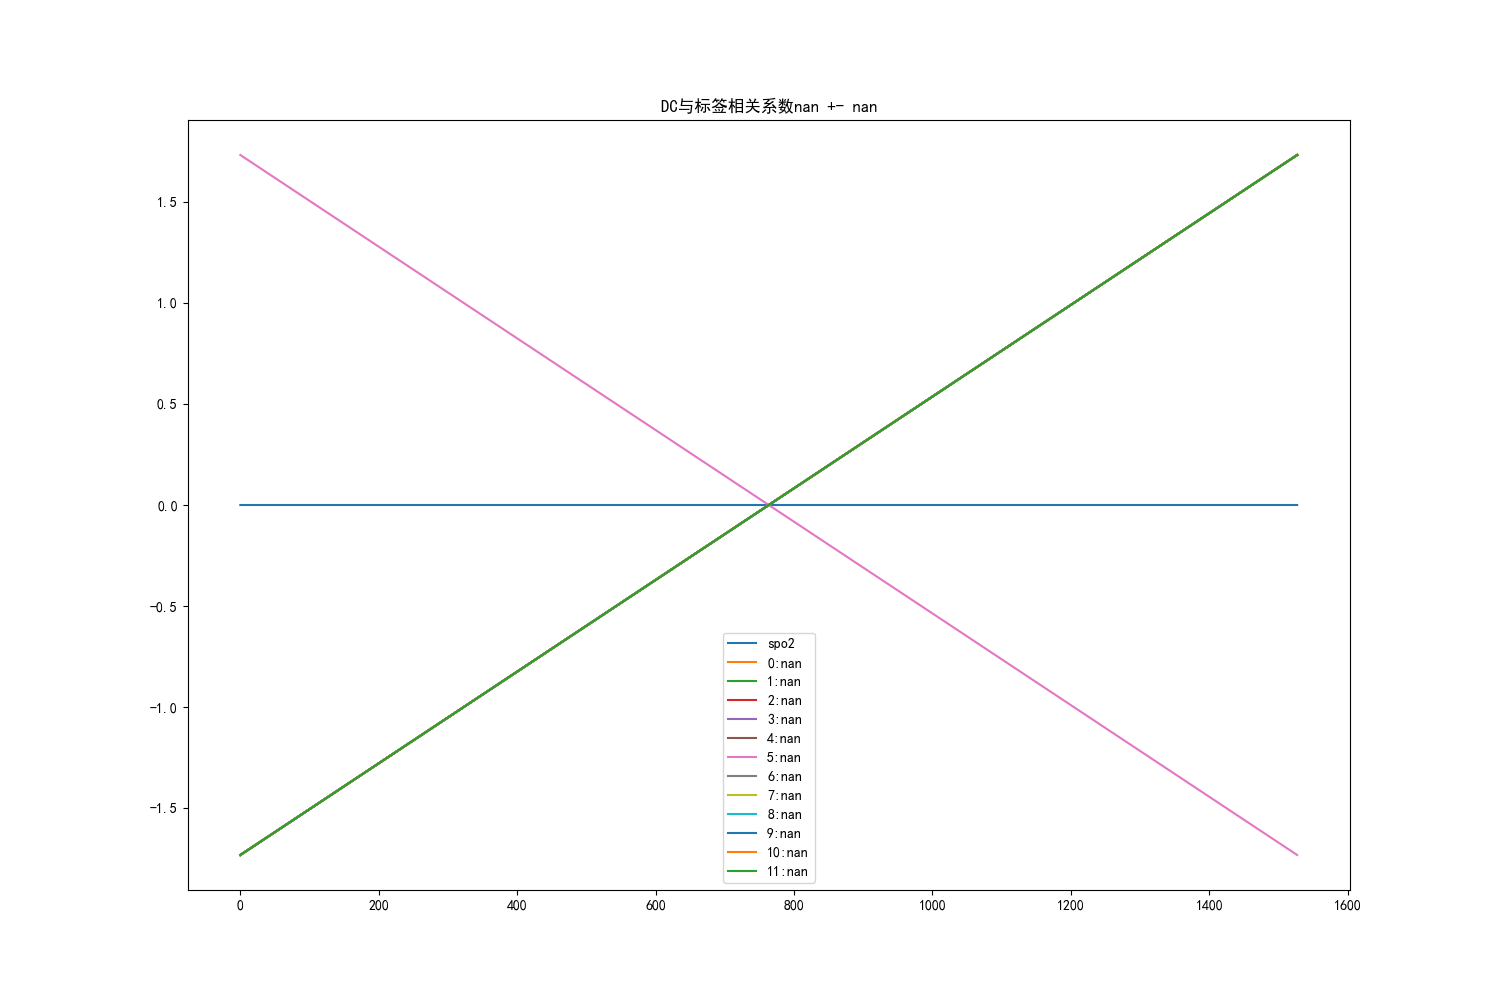 DC与标签相关系数nan +- nan
1.5
1.0
0.5
0.0
-0.5
-1.0
-1.5
spo2
0:nan
1:nan
2:nan
3:nan
4:nan
5:nan
6:nan
7:nan
8:nan
9:nan
10:nan
11:nan
0 200 400 600 800 1000 1200 1400 1600